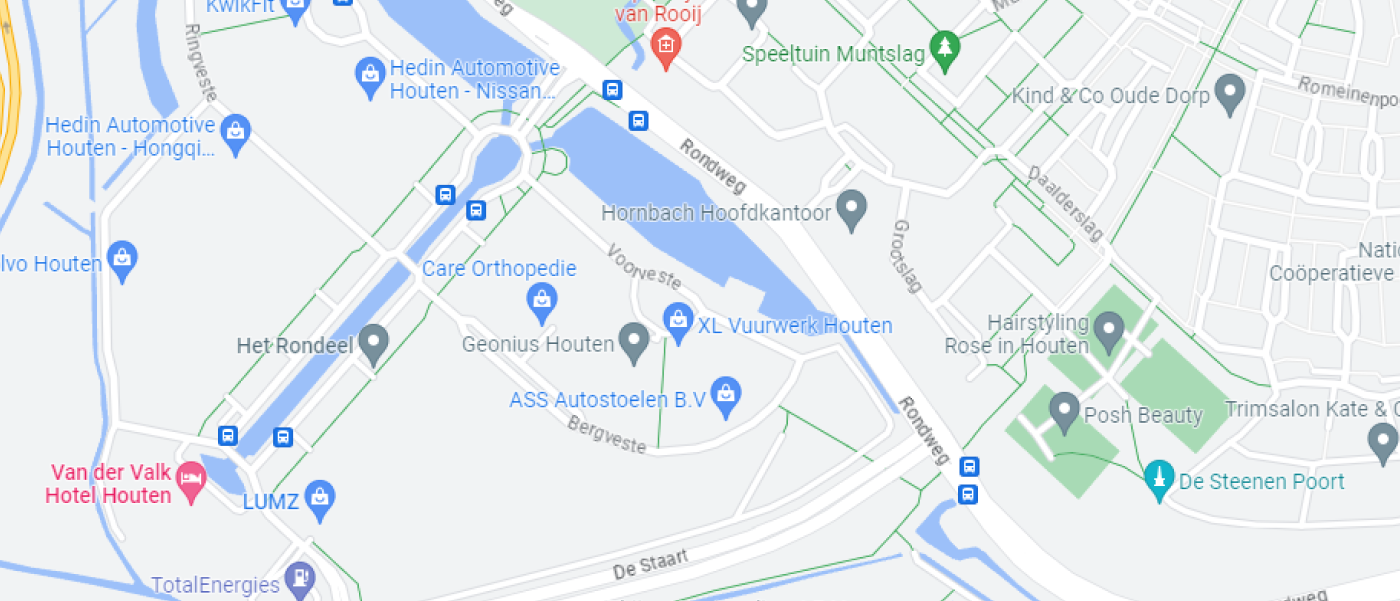 KwikFit
van Rooij
Speeltuin Muntslag
Ringveste
Hedin Automotive
Houten - Nissan...
Kind & Co Oude Dorp
Hedin Automotive
Houten - Hongqi...
Rondweg
Daalderslag
Hornbach Hoofdkantoor
Grootslag
lvo Houten
Care Orthopedie
Voorveste
Coöperatieve
XL Vuurwerk Houten
Hairstyling
Rose in Houten
Het Rondeel
Geonius Houten
ASS Autostoelen B.V
Bergveste
Rondweg
Posh Beauty
Trimsalon Kate &
Van der Valk
Hotel Houten
LUMZ
De Steenen Poort
De Staart
TotalEnergies